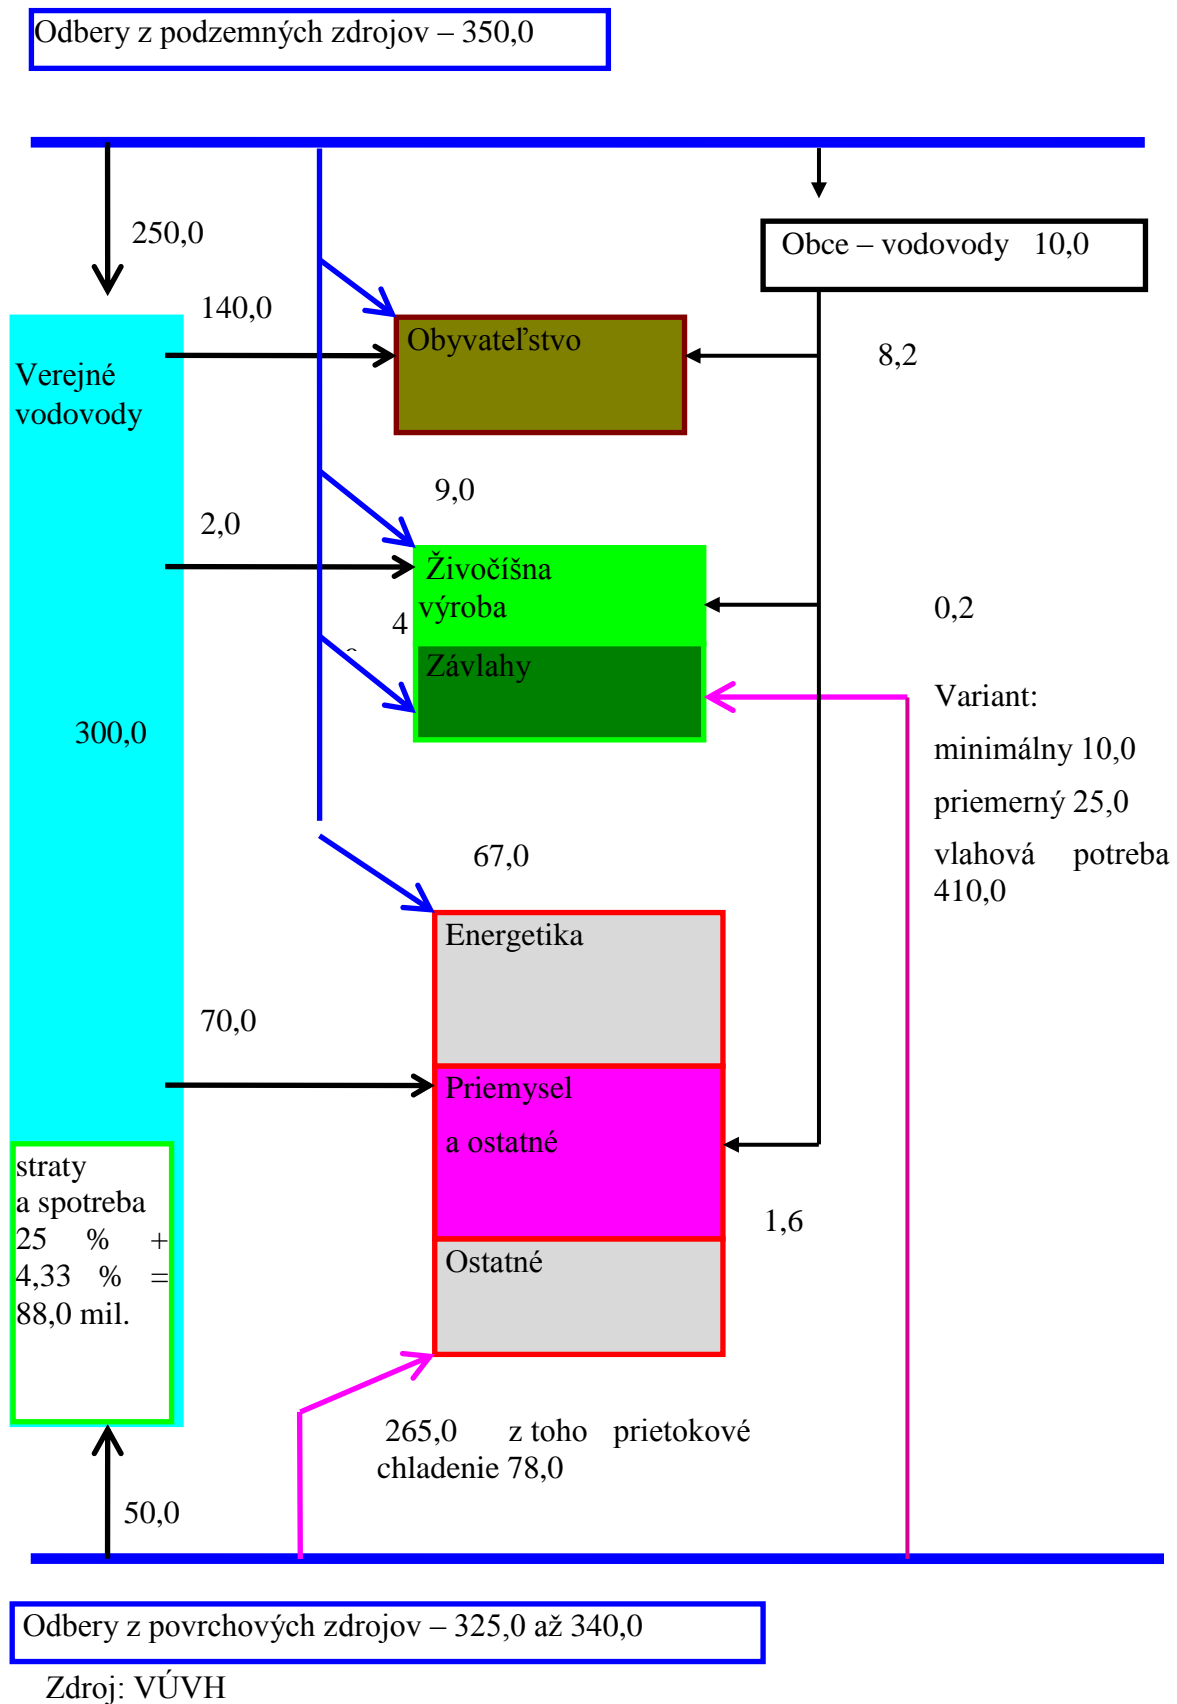 Odbery z podzemných zdrojov – 350,0
250,0
Obce – vodovody 10,0
140,0
Obyvateľstvo
8,2
Verejné
vodovody
9,0
2,0
Živočíšna
výroba
0,2
4
Závlahy
Variant:
300,0
minimálny 10,0
priemerný 25,0
vlahová potreba
410,0
67,0
Energetika
70,0
Priemysel
a ostatné
straty
a spotreba
25 % +
4,33 % =
88,0 mil.
1,6
Ostatné
265,0 z toho prietokové
chladenie 78,0
50,0
Odbery z povrchových zdrojov – 325,0 až 340,0
Zdroj: VÚVH